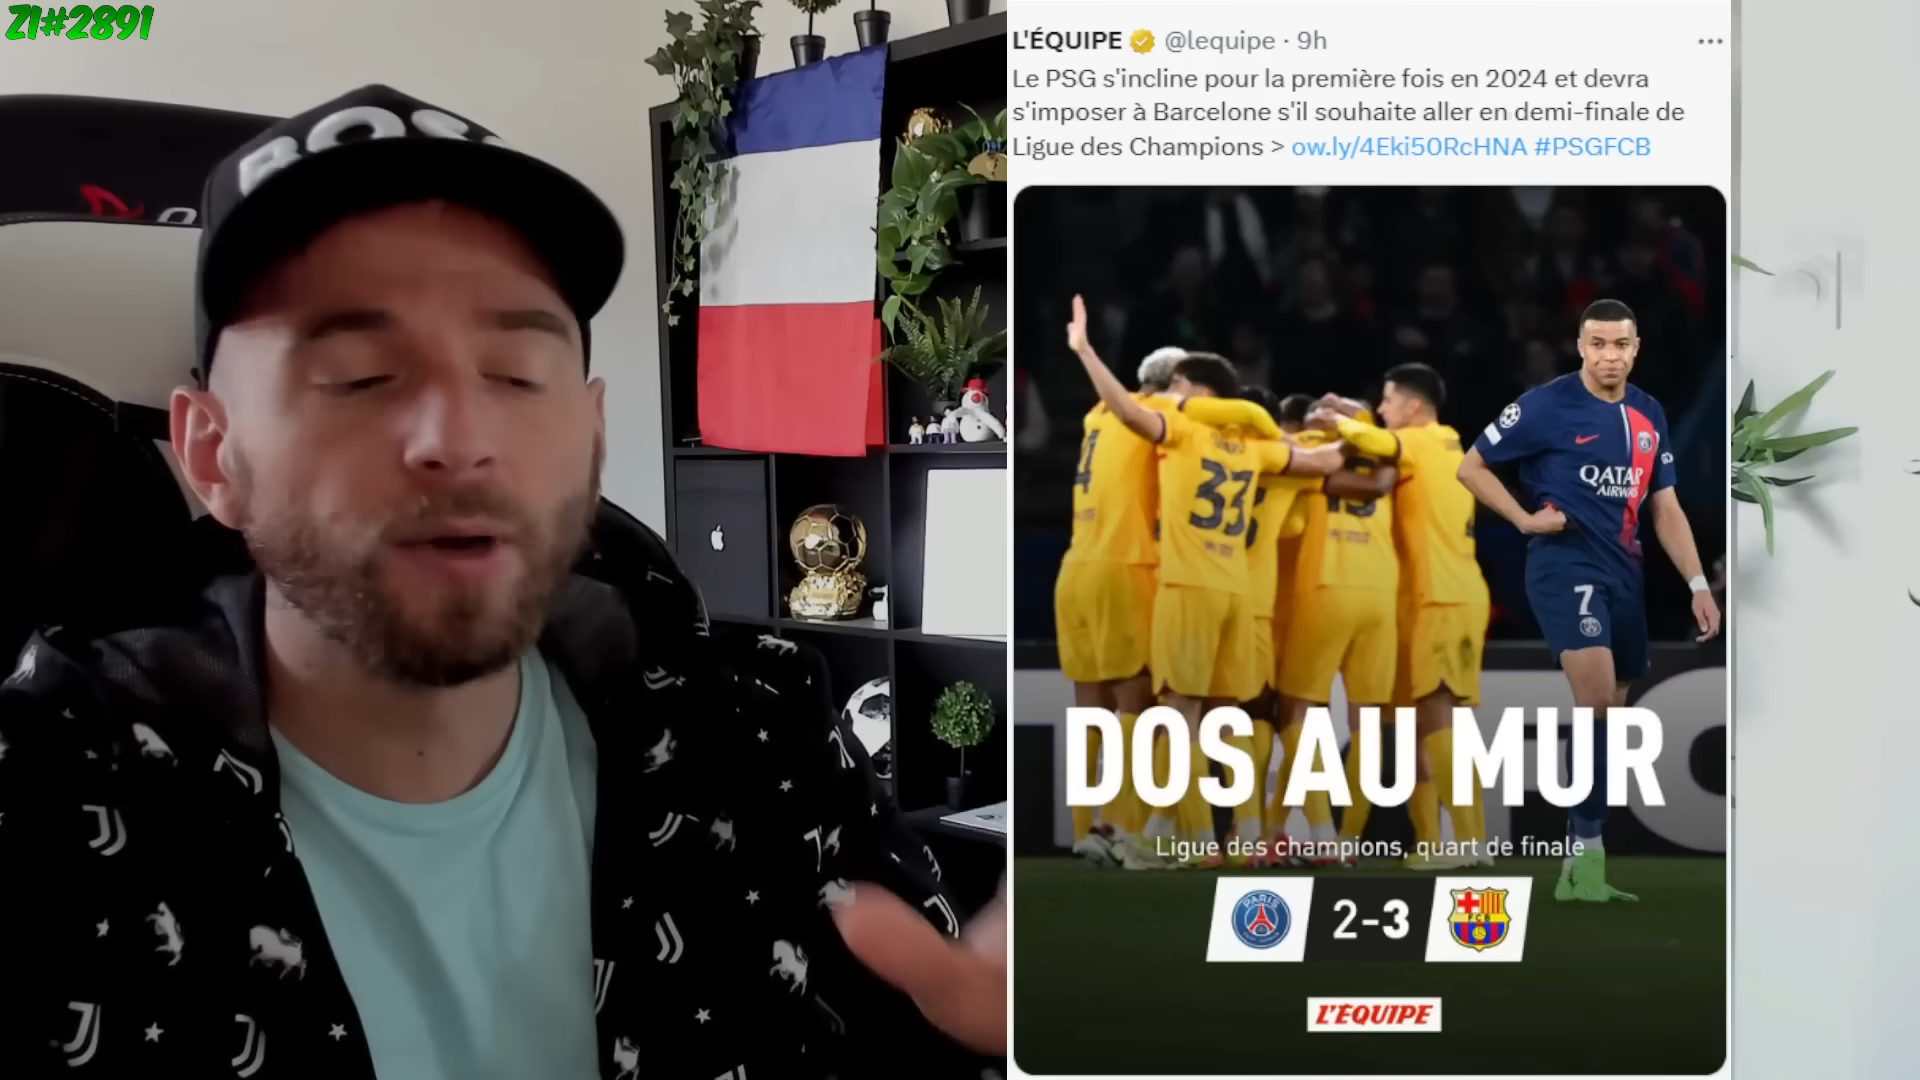 ZI#2891
BOSS
L'ÉQUIPE @lequipe · 9h
Le PSG s'incline pour la première fois en 2024 et devra
s'imposer à Barcelone s'il souhaite aller en demi-finale de
Ligue des Champions > ow.ly/4Eki50RcHNA #PSGFCB
33
QATAR
AIRWAYS
7
DOS AU MUR
Ligue des champions, quart de finale
PARIS
2-3
FCB
L'ÉQUIPE